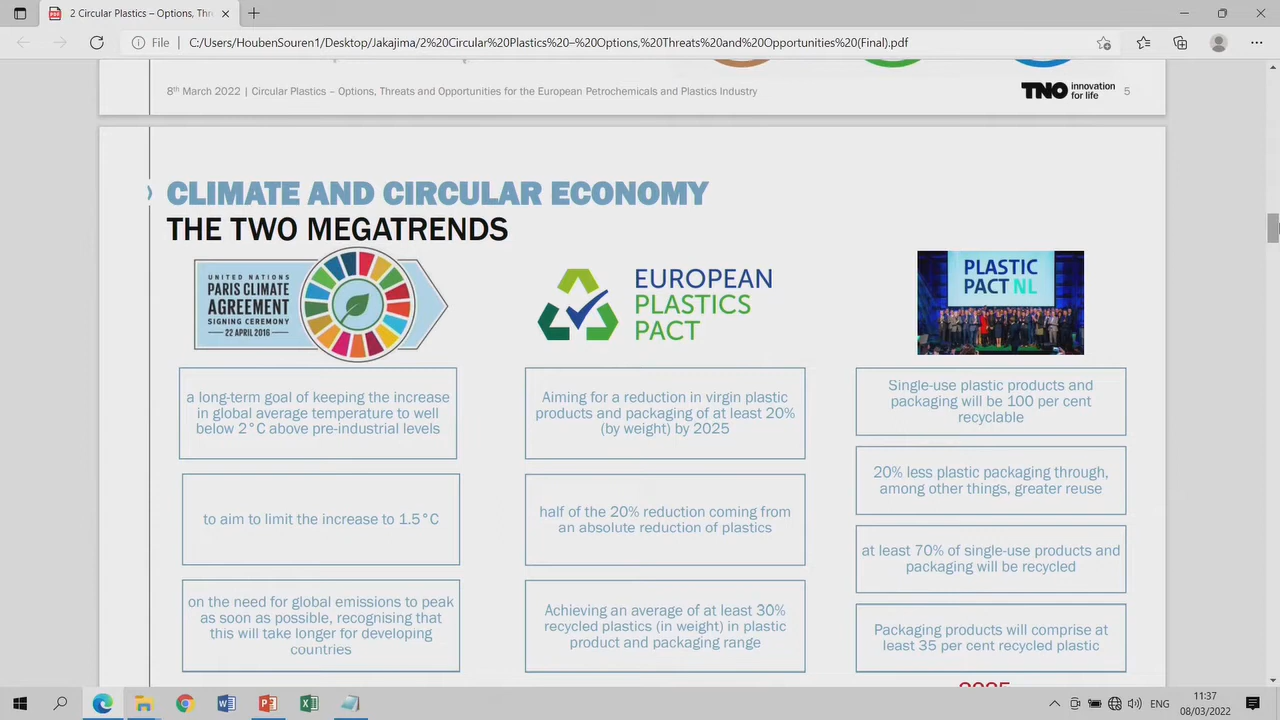 2 Circular Plastics – Options, Thr
File
C:/Users/HoubenSouren1/Desktop/Jakajima/2%20Circular%20Plastics%20–%20Options,%20Threats%20and%20Opportunities%20(Final).pdf
8th March 2022 | Circular Plastics – Options, Threats and Opportunities for the European Petrochemicals and Plastics Industry
TNO innovation for life
5
CLIMATE AND CIRCULAR ECONOMY
THE TWO MEGATRENDS
UNITED NATIONS
PARIS CLIMATE
AGREEMENT
SIGNING CEREMONY
22 APRIL 2016
a long-term goal of keeping the increase
in global average temperature to well
below 2°C above pre-industrial levels
to aim to limit the increase to 1.5°C
on the need for global emissions to peak
as soon as possible, recognising that
this will take longer for developing
countries
EUROPEAN
PLASTICS
PACT
Aiming for a reduction in virgin plastic
products and packaging of at least 20%
(by weight) by 2025
half of the 20% reduction coming from
an absolute reduction of plastics
Achieving an average of at least 30%
recycled plastics (in weight) in plastic
product and packaging range
PLASTIC
PACT NL
Single-use plastic products and
packaging will be 100 per cent
recyclable
20% less plastic packaging through,
among other things, greater reuse
at least 70% of single-use products and
packaging will be recycled
Packaging products will comprise at
least 35 per cent recycled plastic
ENG
11:37
08/03/2022